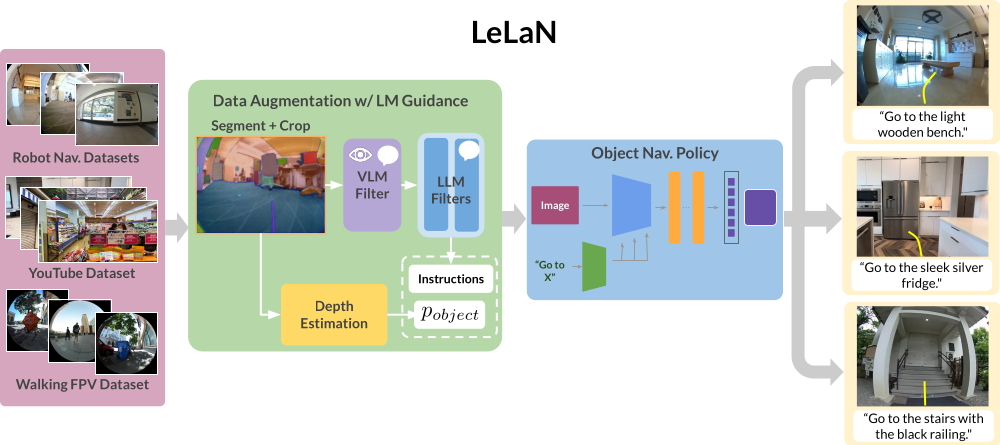 LeLaN
Robot Nav. Datasets
YouTube Dataset
Walking FPV Dataset
Data Augmentation w/ LM Guidance
Segment + Crop
VLM
Filter
LLM
Filters
Instructions
Depth
Estimation
pobject
Object Nav. Policy
Image
“Go to
X”
“Go to the light
wooden bench."
“Go to the sleek silver
fridge."
“Go to the stairs with
the black railing."